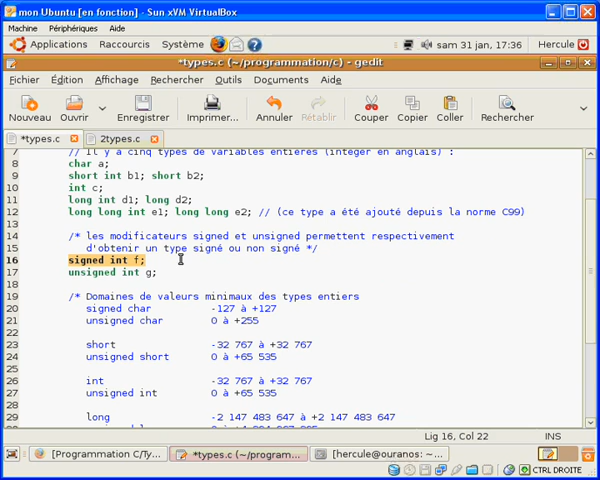 mon Ubuntu [en fonction] - Sun xVM VirtualBox
Machine Périphériques Aide
Applications Raccourcis Système sam 31 jan, 17:36 Hercule
*types.c (~/programmation/c) - gedit
Fichier Édition Affichage Rechercher Outils Documents Aide
Nouveau Ouvrir Enregistrer Imprimer... Annuler Rétablir Couper Copier Coller Rechercher
*types.c 2types.c
7 // Il y a cinq types de variables entières (integer en anglais) :
8 char a;
9 short int b1; short b2;
10 int c;
11 long int d1; long d2;
12 long long int e1; long long e2; // (ce type a été ajouté depuis la norme C99)
13
14 /* les modificateurs signed et unsigned permettent respectivement
15 d'obtenir un type signé ou non signé */
16 signed int f;
17 unsigned int g;
18
19 /* Domaines de valeurs minimaux des types entiers
20 signed char -127 à +127
21 unsigned char 0 à +255
22
23 short -32 767 à +32 767
24 unsigned short 0 à +65 535
25
26 int -32 767 à +32 767
27 unsigned int 0 à +65 535
28
29 long -2 147 483 647 à +2 147 483 647
Lig 16, Col 22 INS
[Programmation C/Ty... *types.c (~/program... [hercule@ouranos: ~...
CTRL DROITE